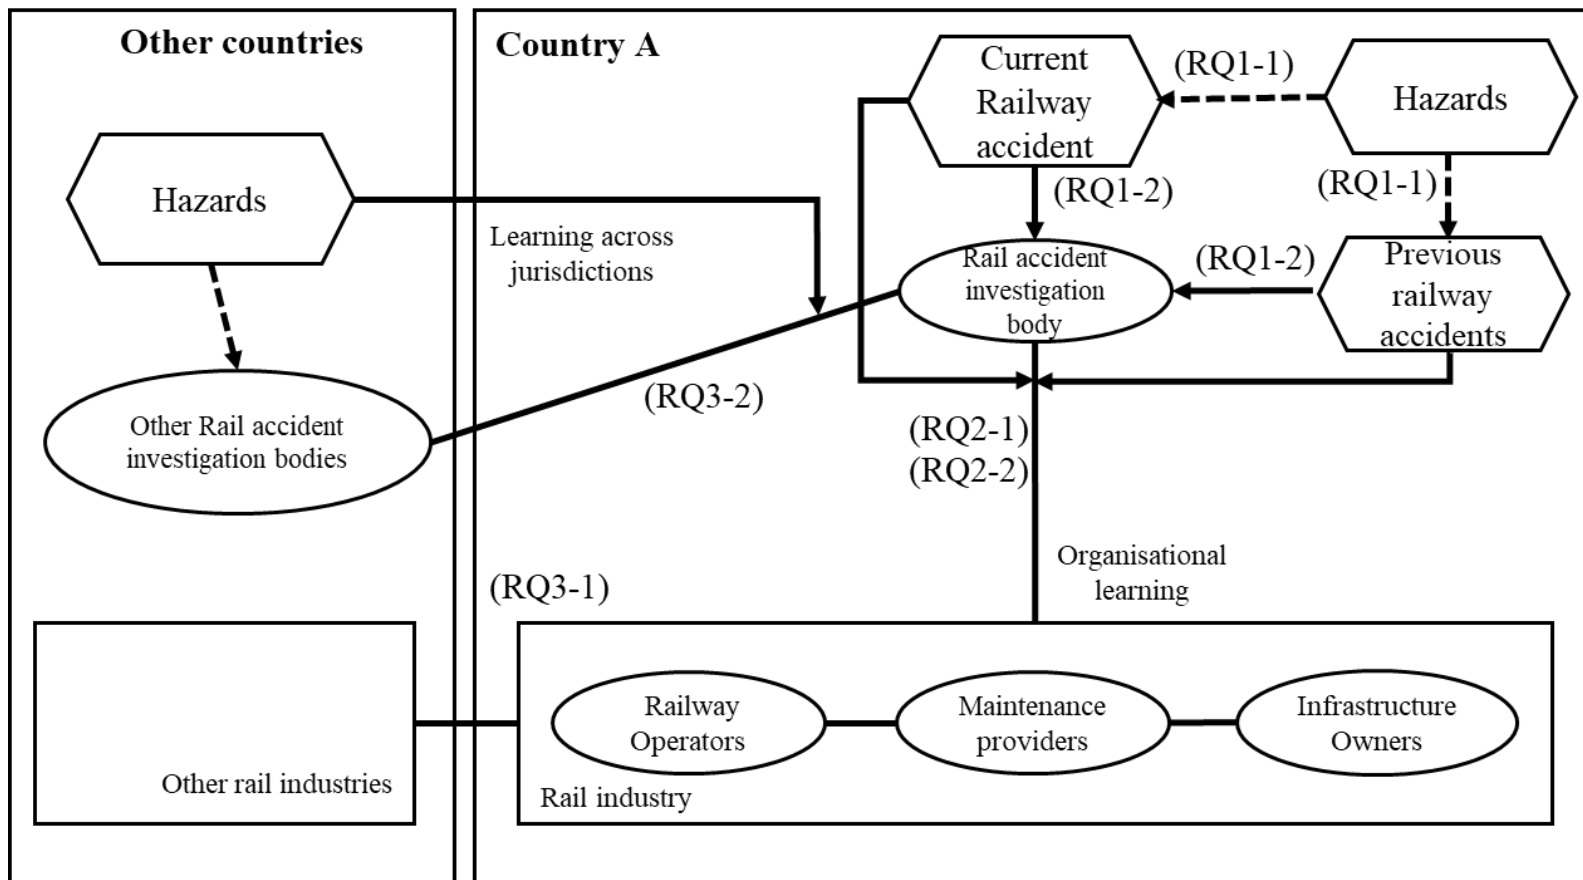 Other countries
Country A
Current
Railway
accident
(RQ1-1)
Hazards
(RQ1-1)
(RQ1-2)
Hazards
Learning across
jurisdictions
Rail accident
investigation
body
(RQ1-2)
Previous
railway
accidents
(RQ3-2)
Other Rail accident
investigation bodies
(RQ2-1)
(RQ2-2)
Organisational
learning
(RQ3-1)
Railway
Operators
Maintenance
providers
Infrastructure
Owners
Other rail industries
Rail industry